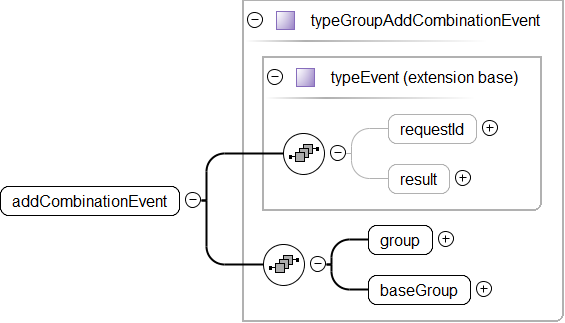 typeGroupAddCombinationEvent
typeEvent (extension base)
requestId
result
addCombinationEvent
group
baseGroup